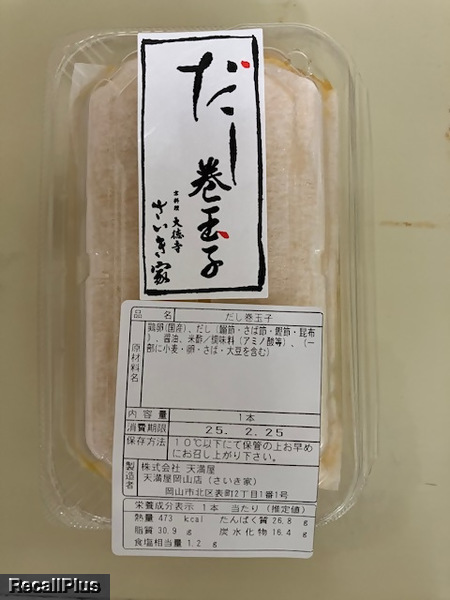 だし巻玉子
京料理 大徳寺
さいき家
品 名 だし巻玉子
原材料名 鶏卵(国産)、だし(鰮節・さば節・鰹節・昆布
)、醤油、米酢/調味料(アミノ酸等)、(一
部に小麦・卵・さば・大豆を含む)
内 容 量 1本
消費期限 25. 2.25
保存方法 10℃以下にて保管の上お早め
にお召し上がり下さい。
製造者 株式会社 天満屋
天満屋岡山店(さいき家)
岡山市北区表町2丁目1番1号
栄養成分表示 1本 当たり(推定値)
熱量 473 kcal たんぱく質 26.8 g
脂質 30.9 g 炭水化物 16.4 g
食塩相当量 1.2 g
RecallPlus